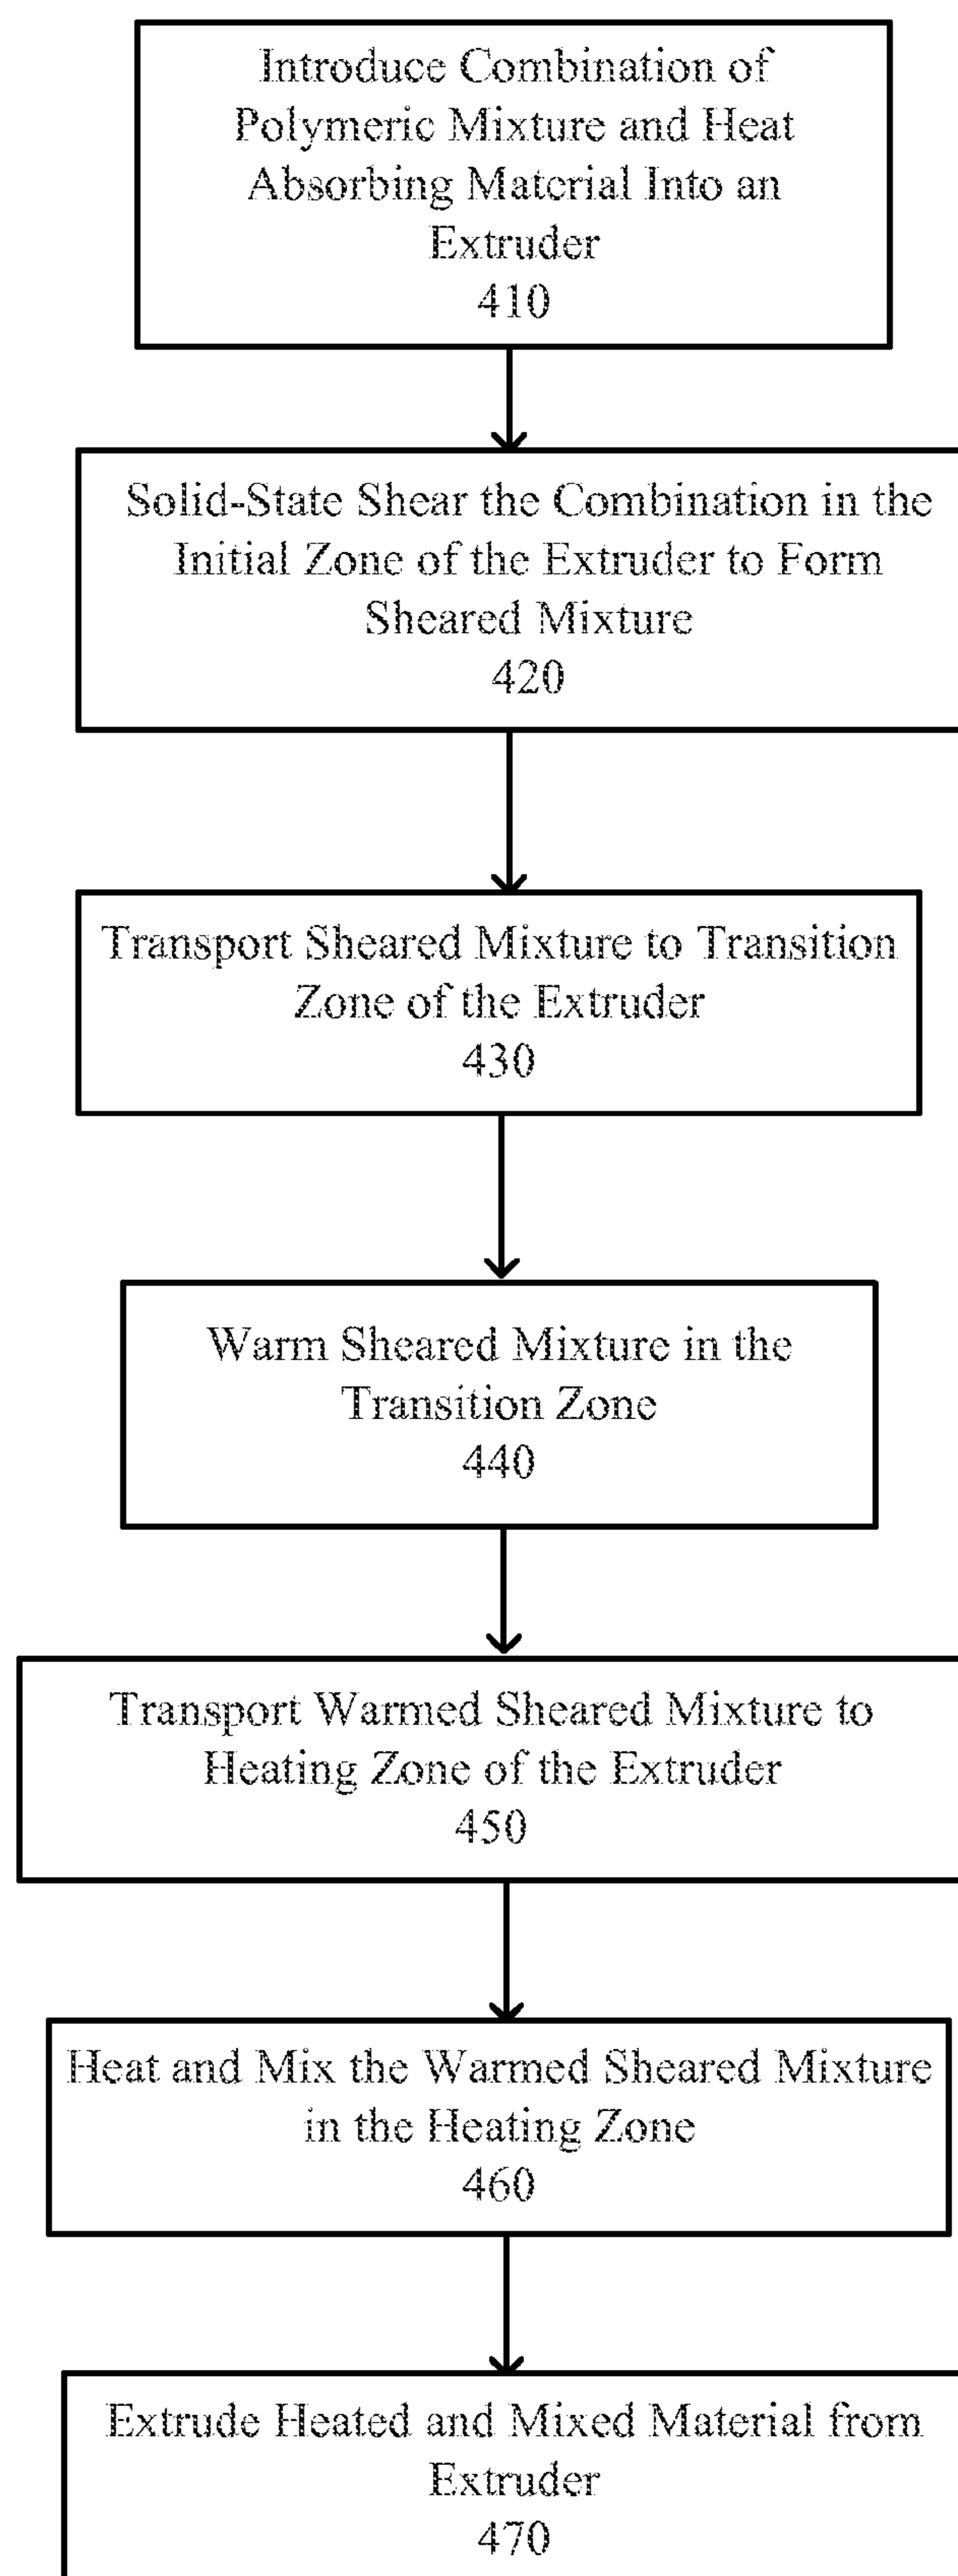 Introduce Combination of
Polymeric Mixture and Heat
Absorbing Material Into an
Extruder
410
Solid-State Shear the Combination in the
Initial Zone of the Extruder to Form
Sheared Mixture
420
Transport Sheared Mixture to Transition
Zone of the Extruder
430
Warm Sheared Mixture in the
Transition Zone
440
Transport Warmed Sheared Mixture to
Heating Zone of the Extruder
450
Heat and Mix the Warmed Sheared Mixture
in the Heating Zone
460
Extrude Heated and Mixed Material from
Extruder
470